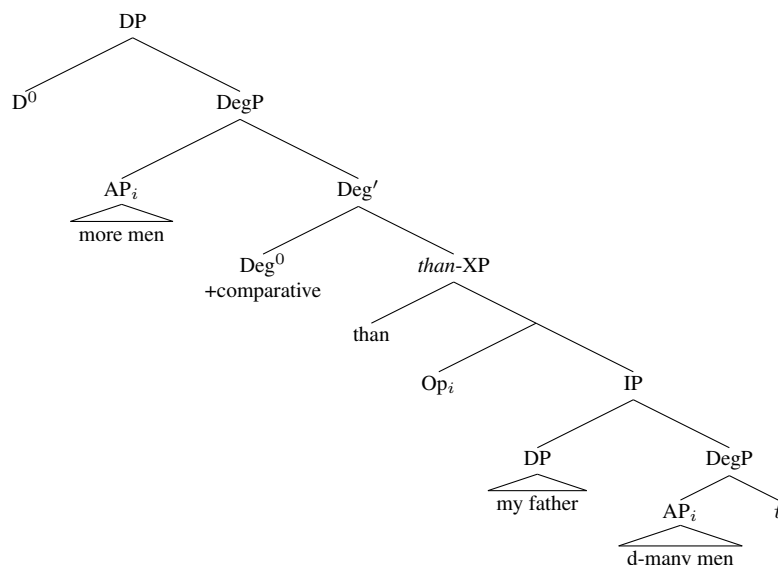 DP
D⁰ DegP
APᵢ Deg′
more men
Deg⁰ than-XP
+comparative
than
Opᵢ IP
DP DegP
my father
APᵢ t
d-many men